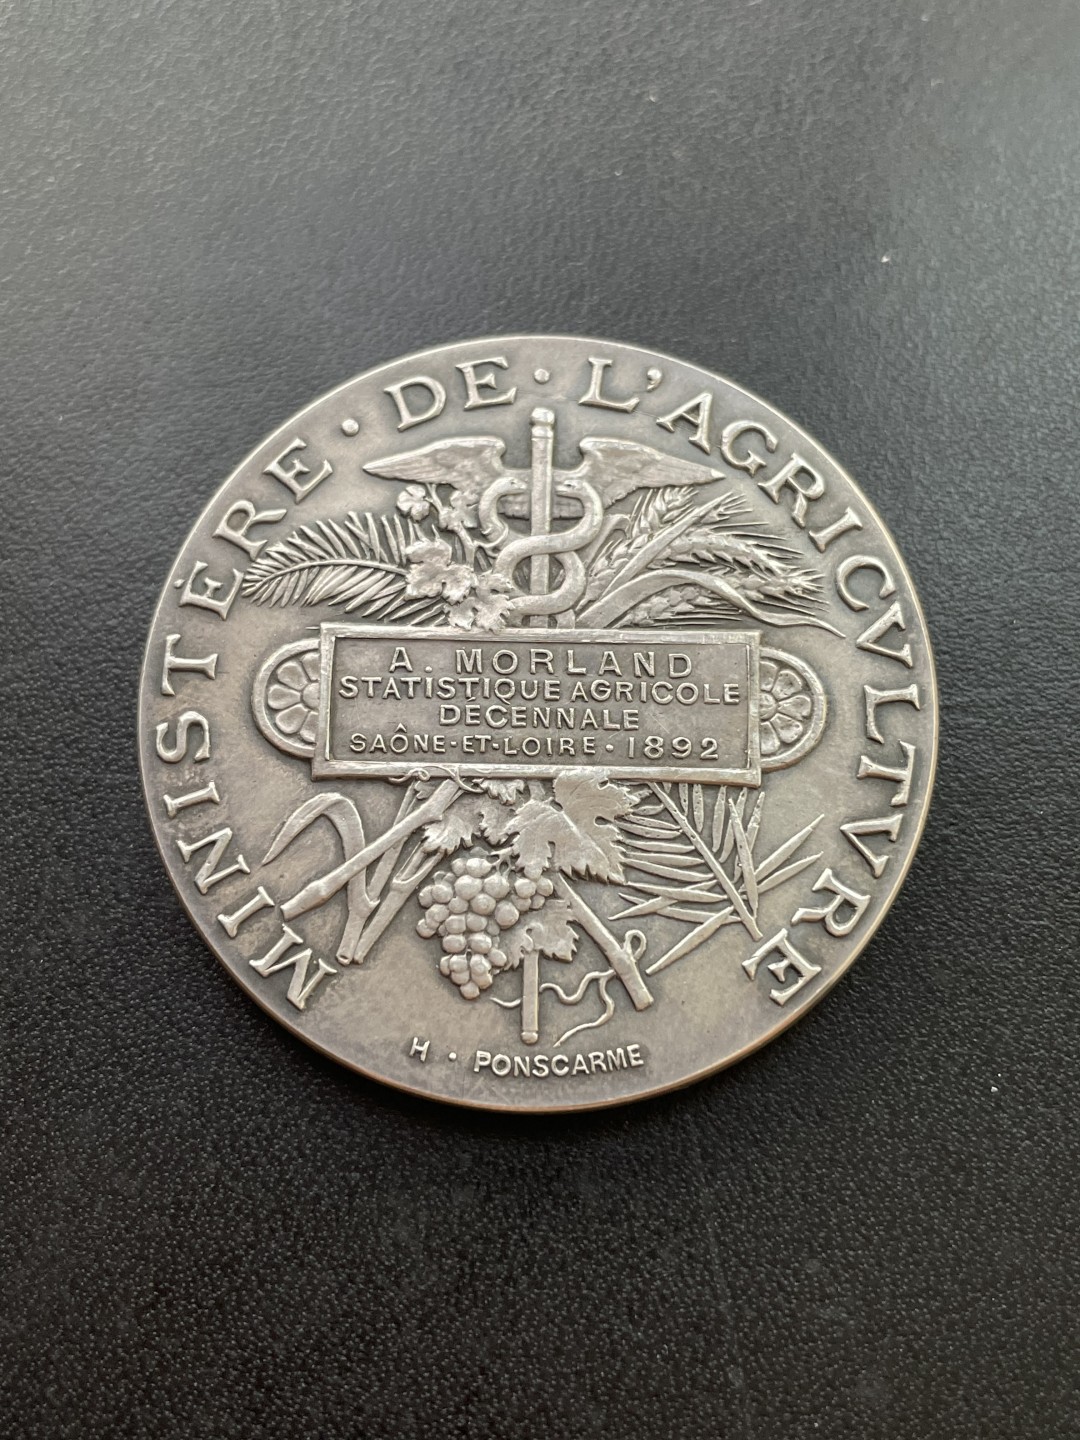 MINISTÈRE · DE · L'AGRICVLTVRE
A. MORLAND
STATISTIQUE AGRICOLE
DÉCENNALE
SAÔNE-ET-LOIRE · 1892
H · PONSCARME